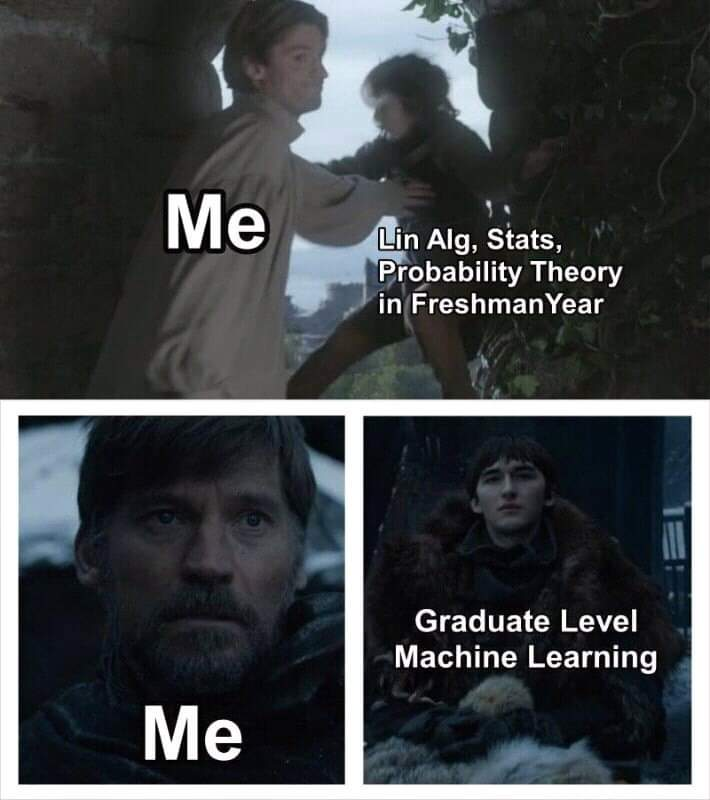 Me
Lin Alg, Stats,
Probability Theory
in FreshmanYear
Me
Graduate Level
Machine Learning